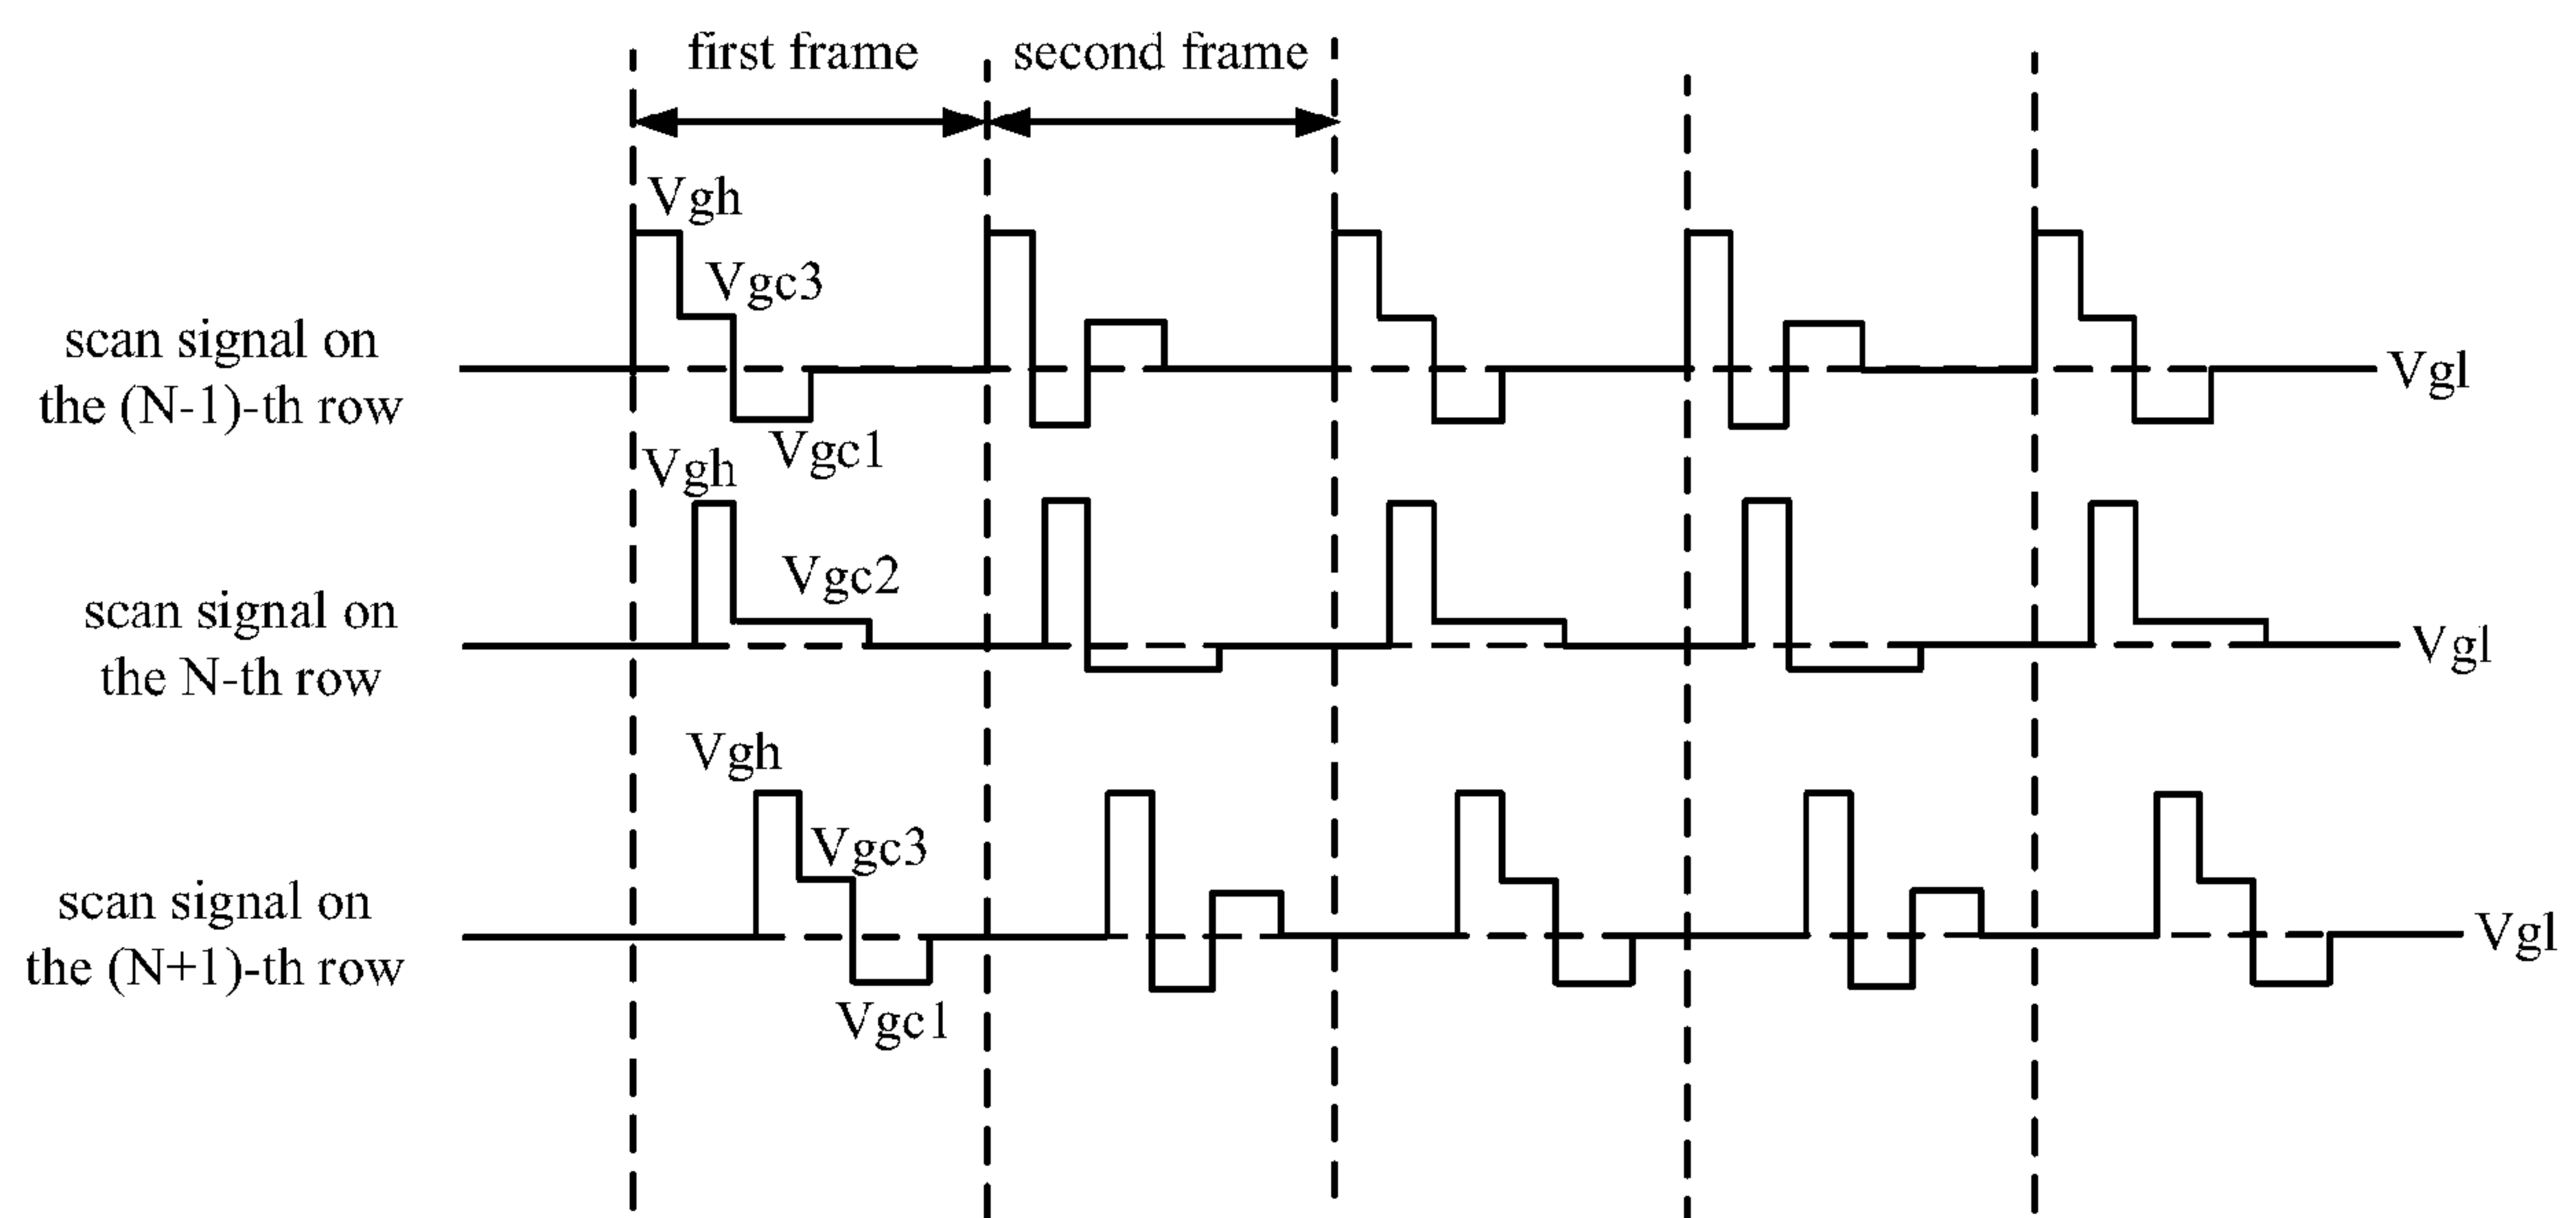 first frame
second frame
Vgh
Vgc3
scan signal on
the (N-1)-th row
Vgl
Vgc1
Vgh
Vgc2
scan signal on
the N-th row
Vgl
Vgh
Vgc3
scan signal on
the (N+1)-th row
Vgl
Vgc1